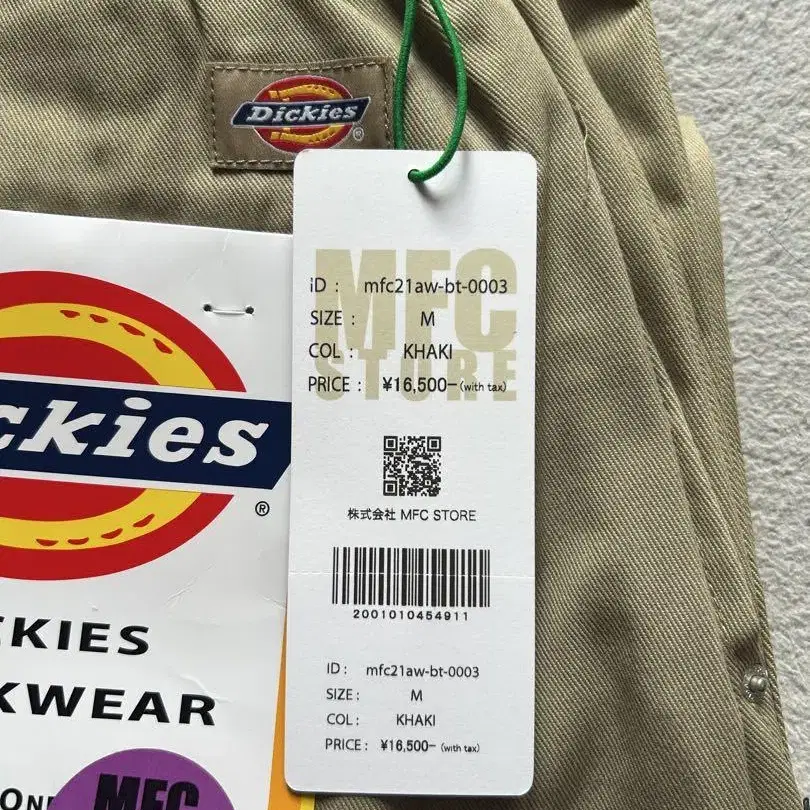 Dickies
®
MFC
STORE
ID : mfc21aw-bt-0003
SIZE : M
COL : KHAKI
PRICE : ¥16,500-(with tax)
株式会社 MFC STORE
2001010454911
ID : mfc21aw-bt-0003
SIZE : M
COL : KHAKI
PRICE : ¥16,500- (with tax)
ckies
®
CKIES
KWEAR
MFC